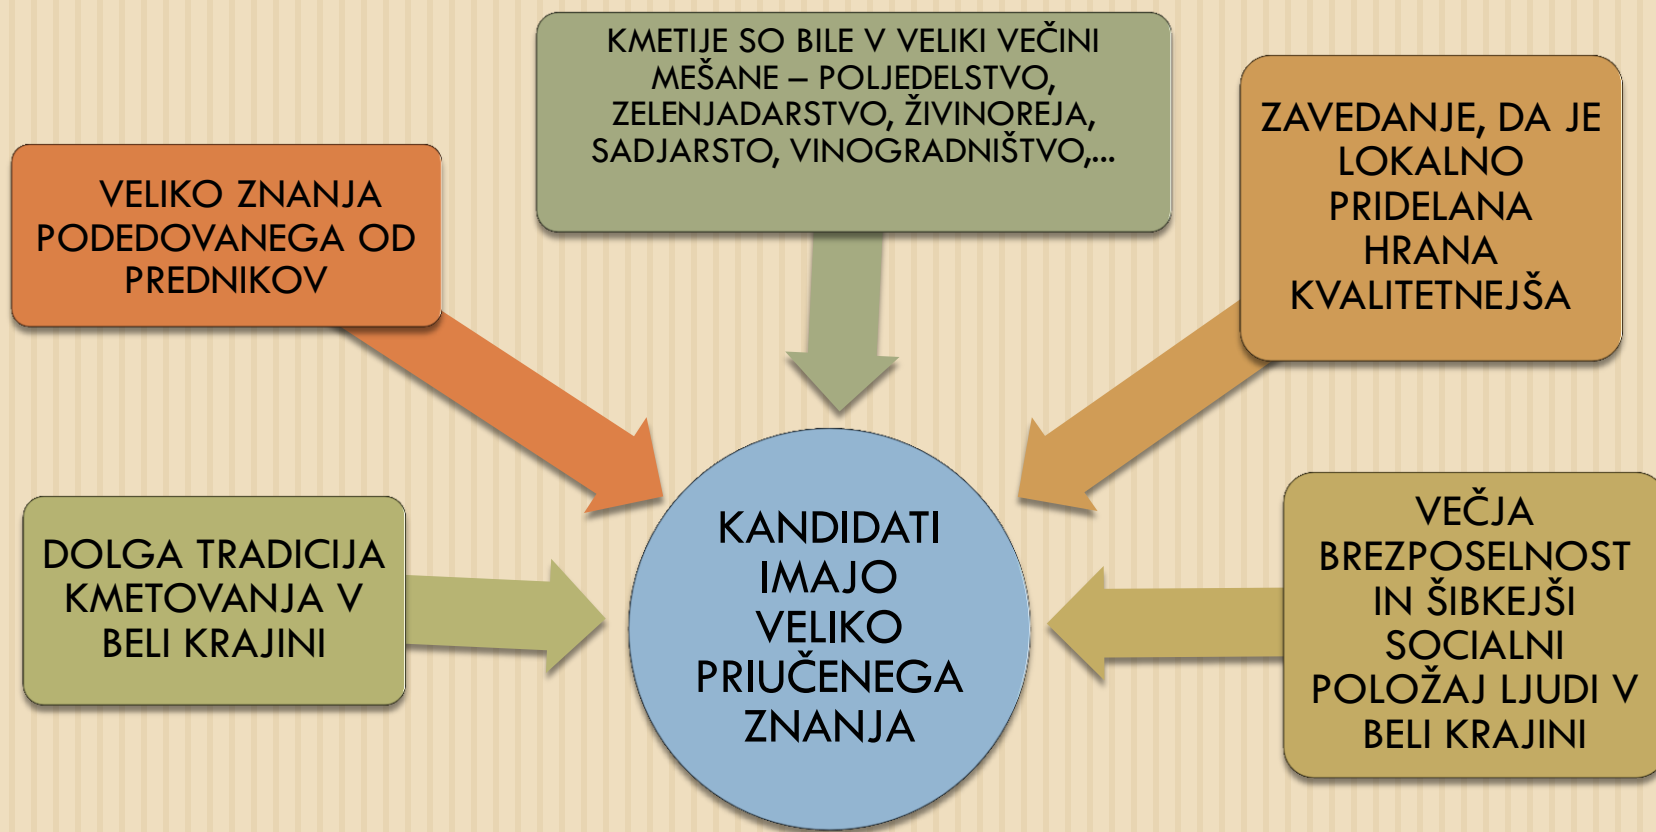 KMETIJE SO BILE V VELIKI VEČINI
MEŠANE – POLJEDELSTVO,
ZELENJADARSTVO, ŽIVINOREJA,
SADJARSTO, VINOGRADNIŠTVO,...
ZAVEDANJE, DA JE
LOKALNO
PRIDELANA
HRANA
KVALITETNEJŠA
VELIKO ZNANJA
PODEDOVANEGA OD
PREDNIKOV
DOLGA TRADICIJA
KMETOVANJA V
BELI KRAJINI
KANDIDATI
IMAJO
VELIKO
PRIUČENEGA
ZNANJA
VEČJA
BREZPOSELNOST
IN ŠIBKEJŠI
SOCIALNI
POLOŽAJ LJUDI V
BELI KRAJINI